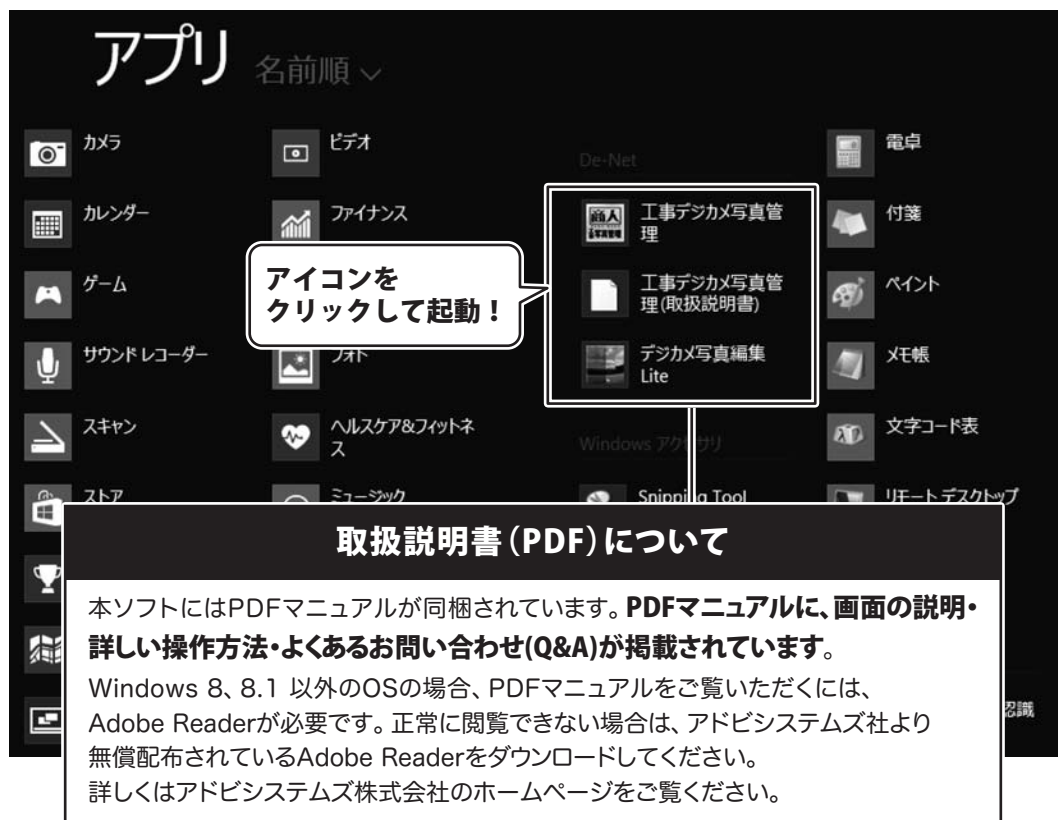 アプリ 名前順
カメラ
カレンダー
ゲーム
サウンド レコーダー
スキャン
ストア
ビデオ
ファイナンス
アイコンを
クリックして起動！
フォト
ヘルスケア&フィットネ
ス
ミュージック
De-Net
工事デジカメ写真管
理
工事デジカメ写真管
理(取扱説明書)
デジカメ写真編集
Lite
Windows アクセサリ
Snipping Tool
電卓
付箋
ペイント
メモ帳
文字コード表
リモート デスクトップ
認識
取扱説明書（PDF）について
本ソフトにはPDFマニュアルが同梱されています。PDFマニュアルに、画面の説明・
詳しい操作方法・よくあるお問い合わせ(Q&A)が掲載されています。
Windows 8、8.1 以外のOSの場合、PDFマニュアルをご覧いただくには、
Adobe Readerが必要です。正常に閲覧できない場合は、アドビシステムズ社より
無償配布されているAdobe Readerをダウンロードしてください。
詳しくはアドビシステムズ株式会社のホームページをご覧ください。